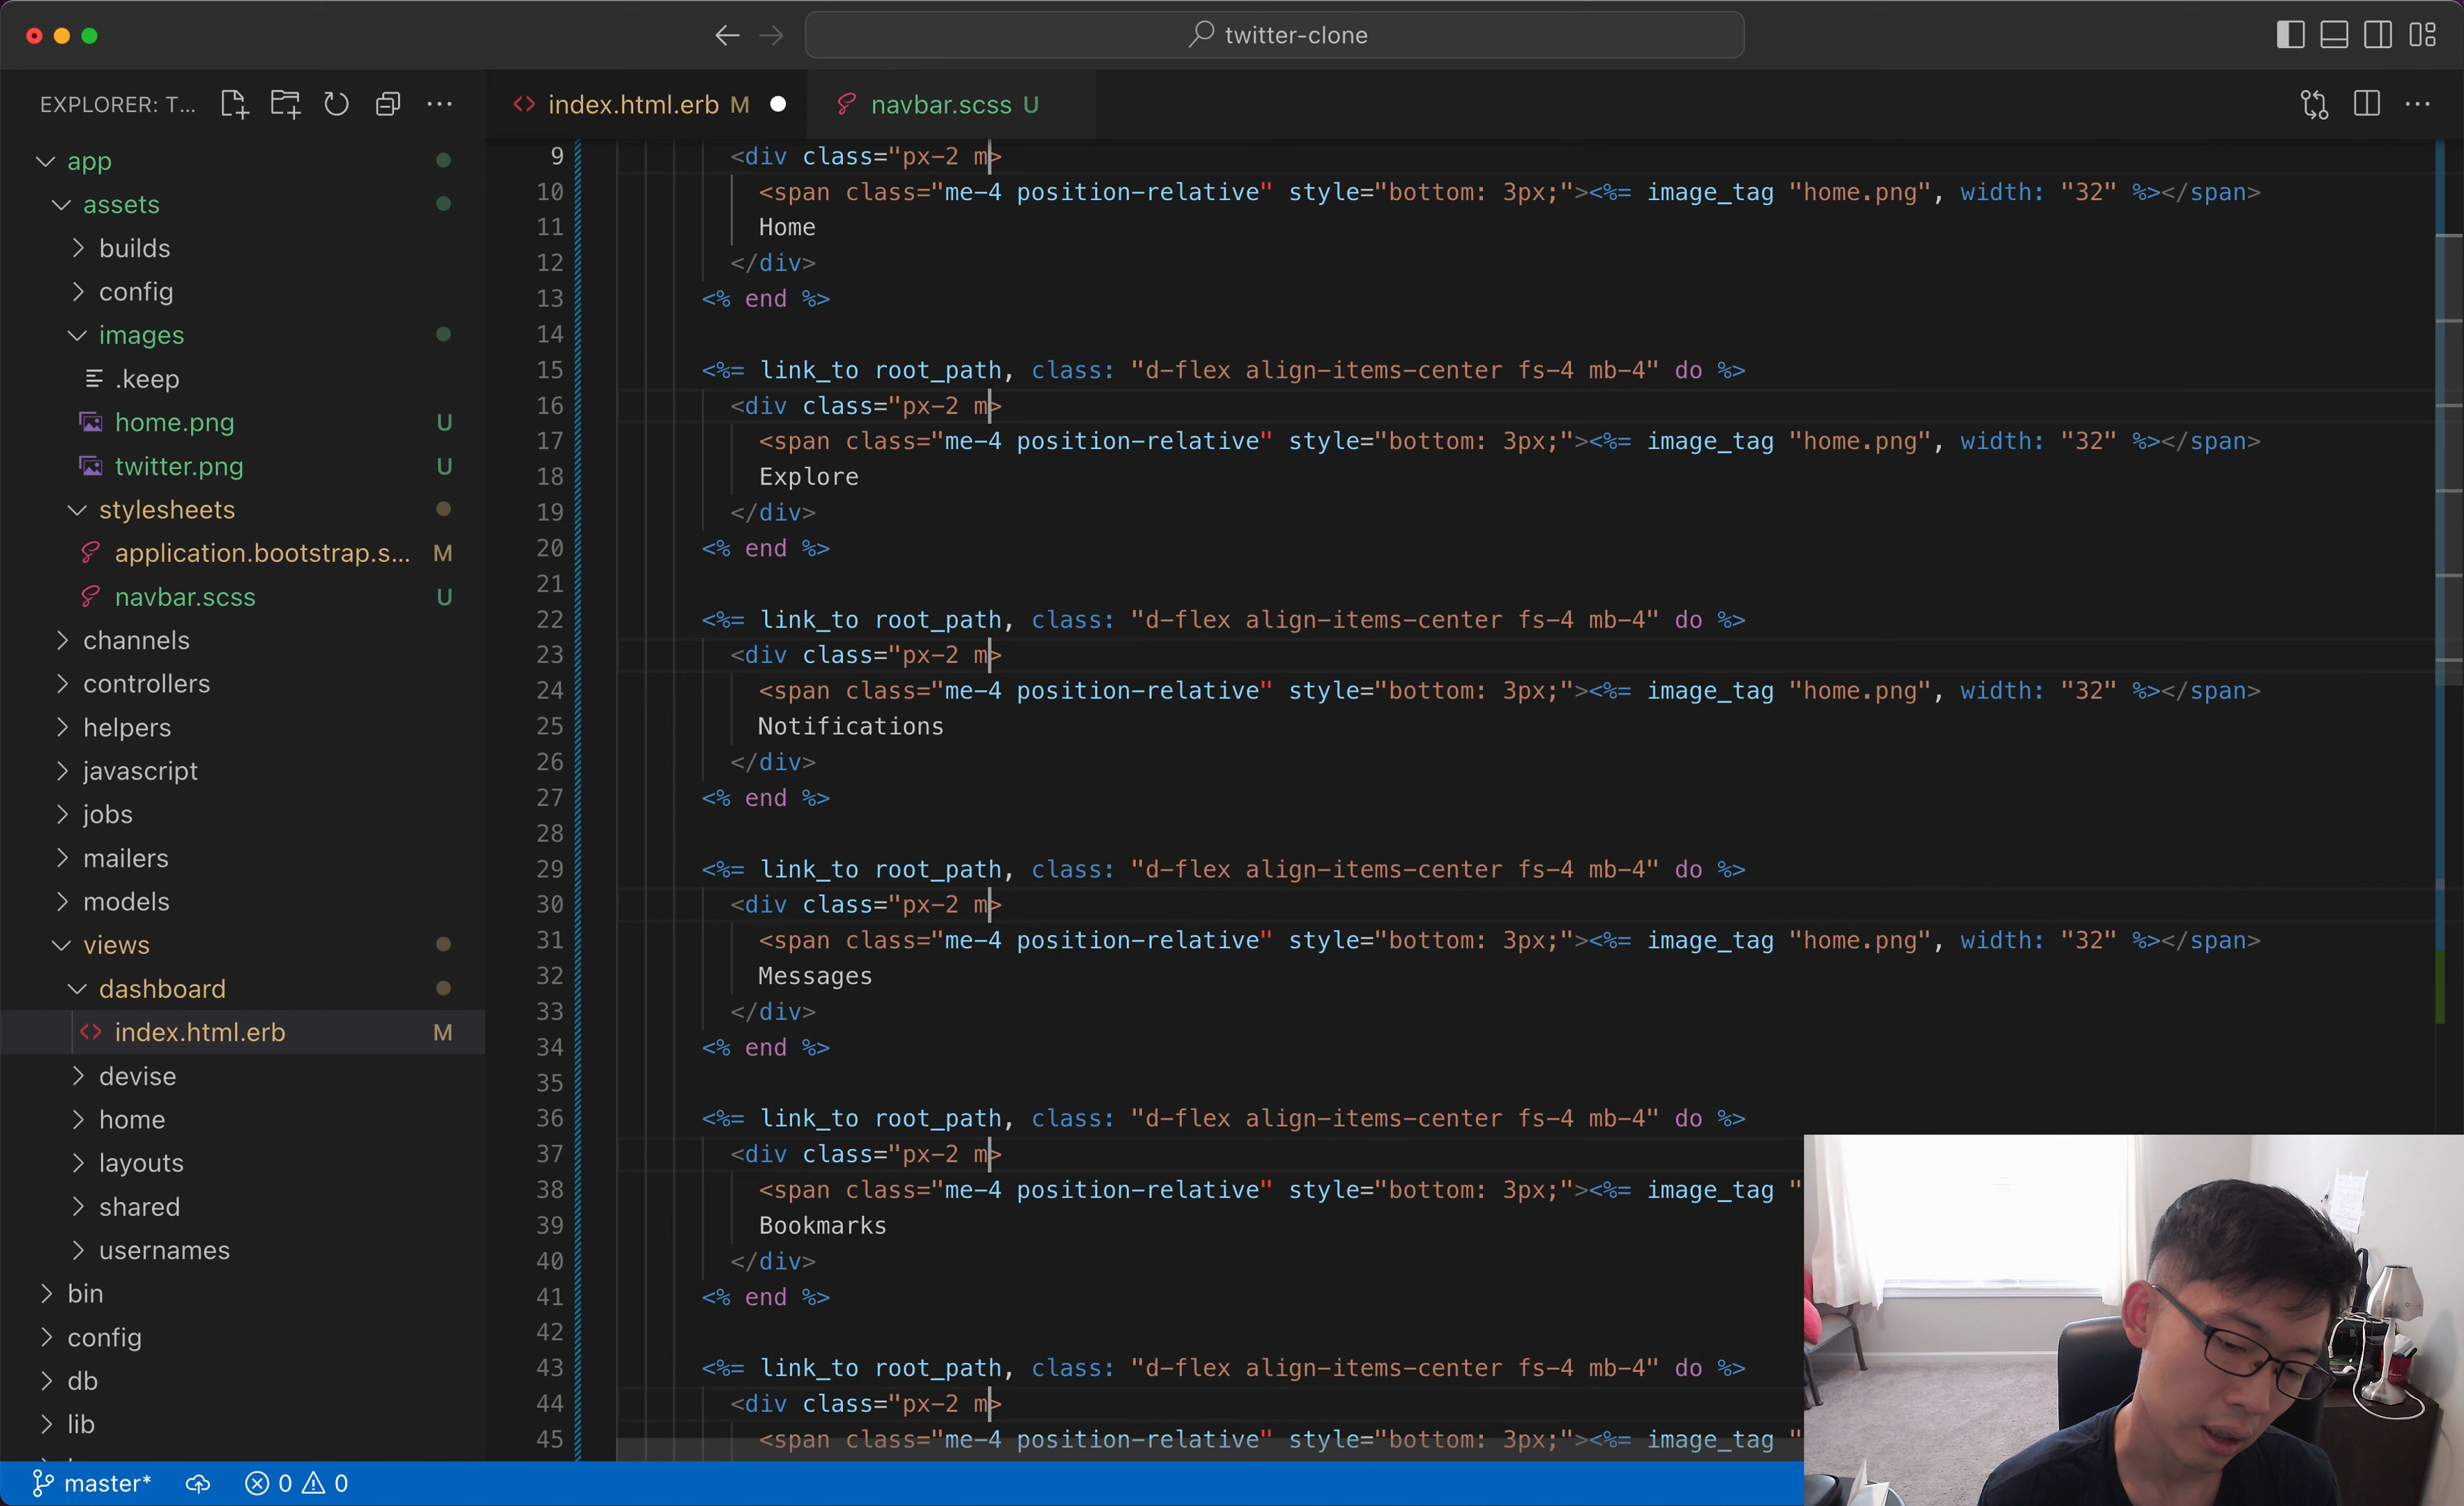 twitter-clone
EXPLORER: T...
index.html.erb M
navbar.scss U
app
assets
builds
config
images
.keep
home.png U
twitter.png U
stylesheets
application.bootstrap.s... M
navbar.scss U
channels
controllers
helpers
javascript
jobs
mailers
models
views
dashboard
index.html.erb M
devise
home
layouts
shared
usernames
bin
config
db
lib
9 <div class="px-2 m>
10 <span class="me-4 position-relative" style="bottom: 3px;"><%= image_tag "home.png", width: "32" %></span>
11 Home
12 </div>
13 <% end %>
14
15 <%= link_to root_path, class: "d-flex align-items-center fs-4 mb-4" do %>
16 <div class="px-2 m>
17 <span class="me-4 position-relative" style="bottom: 3px;"><%= image_tag "home.png", width: "32" %></span>
18 Explore
19 </div>
20 <% end %>
21
22 <%= link_to root_path, class: "d-flex align-items-center fs-4 mb-4" do %>
23 <div class="px-2 m>
24 <span class="me-4 position-relative" style="bottom: 3px;"><%= image_tag "home.png", width: "32" %></span>
25 Notifications
26 </div>
27 <% end %>
28
29 <%= link_to root_path, class: "d-flex align-items-center fs-4 mb-4" do %>
30 <div class="px-2 m>
31 <span class="me-4 position-relative" style="bottom: 3px;"><%= image_tag "home.png", width: "32" %></span>
32 Messages
33 </div>
34 <% end %>
35
36 <%= link_to root_path, class: "d-flex align-items-center fs-4 mb-4" do %>
37 <div class="px-2 m>
38 <span class="me-4 position-relative" style="bottom: 3px;"><%= image_tag "
39 Bookmarks
40 </div>
41 <% end %>
42
43 <%= link_to root_path, class: "d-flex align-items-center fs-4 mb-4" do %>
44 <div class="px-2 m>
45 <span class="me-4 position-relative" style="bottom: 3px;"><%= image_tag "
master* 0 0